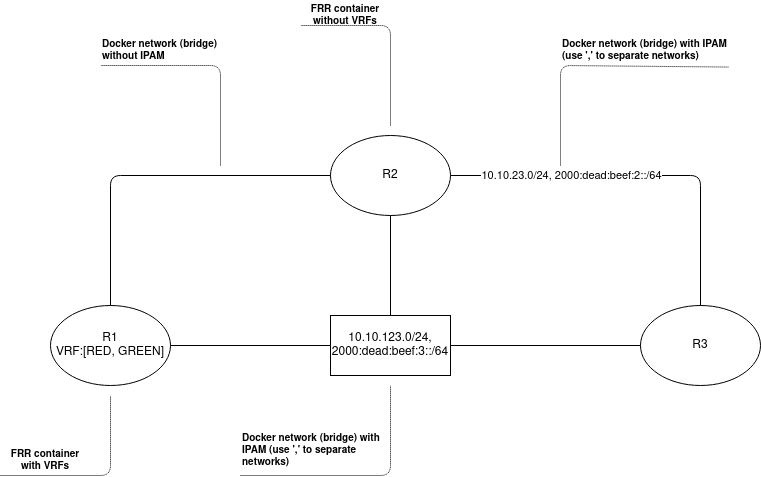 FRR container
without VRFs
Docker network (bridge)
without IPAM
Docker network (bridge) with IPAM
(use ',' to separate networks)
R2
10.10.23.0/24, 2000:dead:beef:2::/64
R1
VRF:[RED, GREEN]
10.10.123.0/24,
2000:dead:beef:3::/64
R3
Docker network (bridge) with
IPAM (use ',' to separate
networks)
FRR container
with VRFs